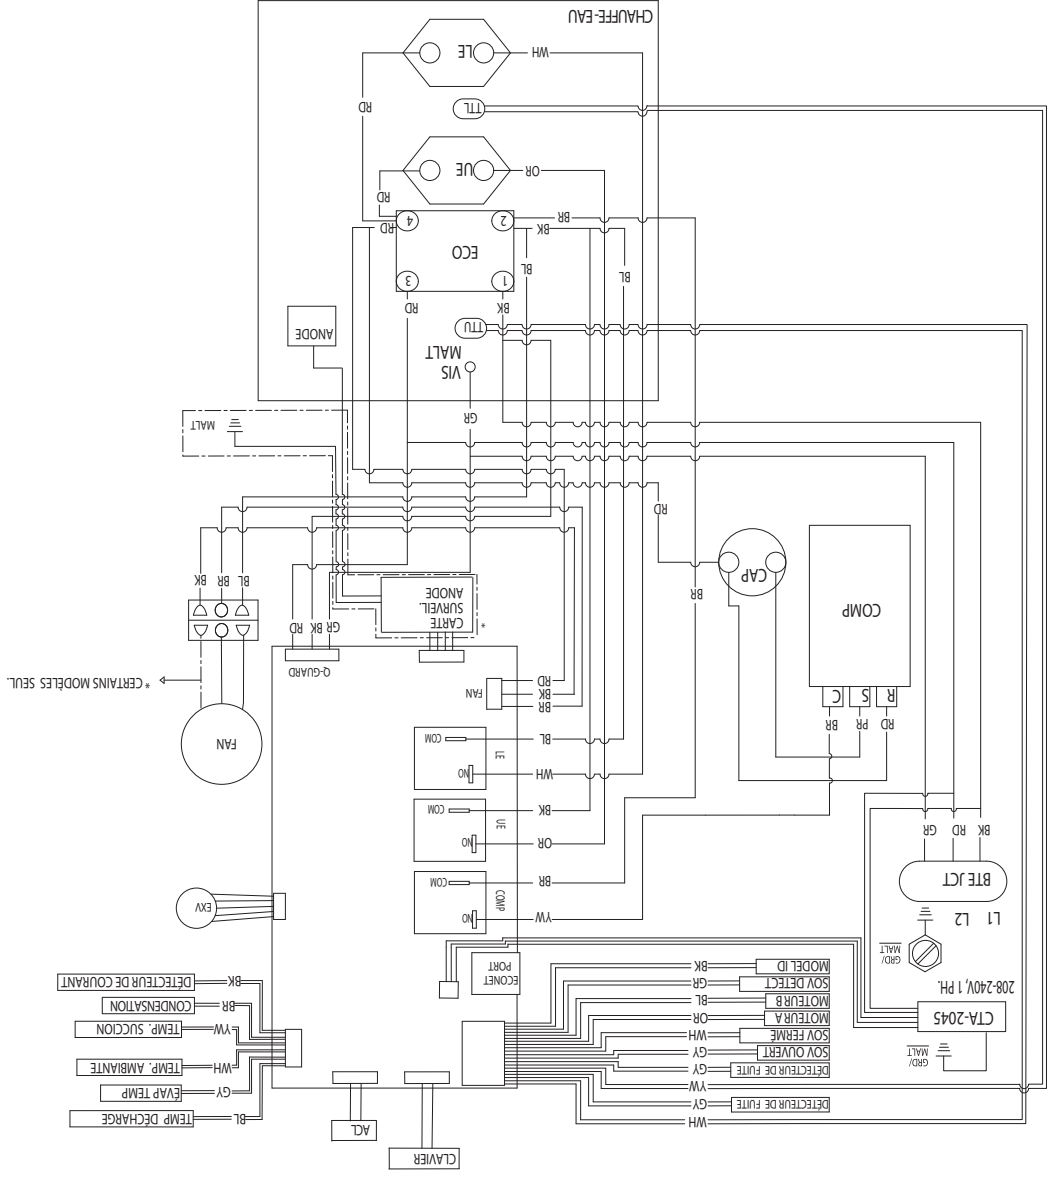 CLAVIER
ACL
WH
DÉTECTEUR DE FUITE GY
TEMP DÉCHARGE BL
YW
ÉVAP TEMP GY
DÉTECTEUR DE FUITE GY
TEMP. AMBIANTE WH
GRD/
MALT
SOV OUVERT GY
SOV FERMÉ WH
TEMP. SUCCION YW
CTA-2045
MOTEUR A OR
CONDENSATION BR
MOTEUR B BL
208-240V, 1 PH.
SOV DETECT GR
DÉTECTEUR DE COURANT BK
MODEL ID BK
ECONET
PORT
GRD/
MALT
L1 L2
YW NO
COMP
EXV
BTE JCT
BR COM
OR NO
UE
BK RD GR
BK COM
WH NO
LE
BL COM
FAN
RD PR BR
R S C
BR
BK
RD
FAN
* CERTAINS MODÈLES SEUL.
Q-GUARD
GR BK RD
*
CARTE
SURVEIL.
ANODE
COMP
CAP
BR
BL BR BK
RD
MALT
GR
VIS
MALT
ANODE
TTU
BK RD
1 3
BL
BL
ECO
BK
BR
2 4
RD
RD
OR
UE
TTL
RD
WH
LE
CHAUFFE-EAU